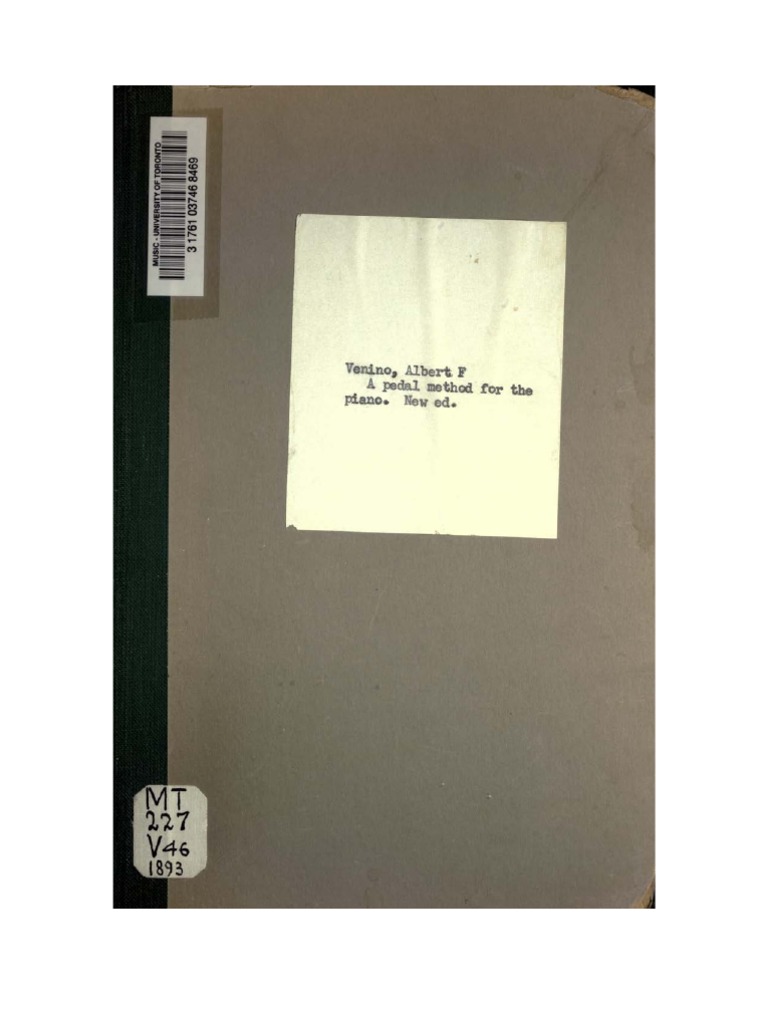 MUSIC - UNIVERSITY OF TORONTO
3 1761 03746 8469
Venino, Albert F
A pedal method for the
piano. New ed.
MT
227
V46
1893